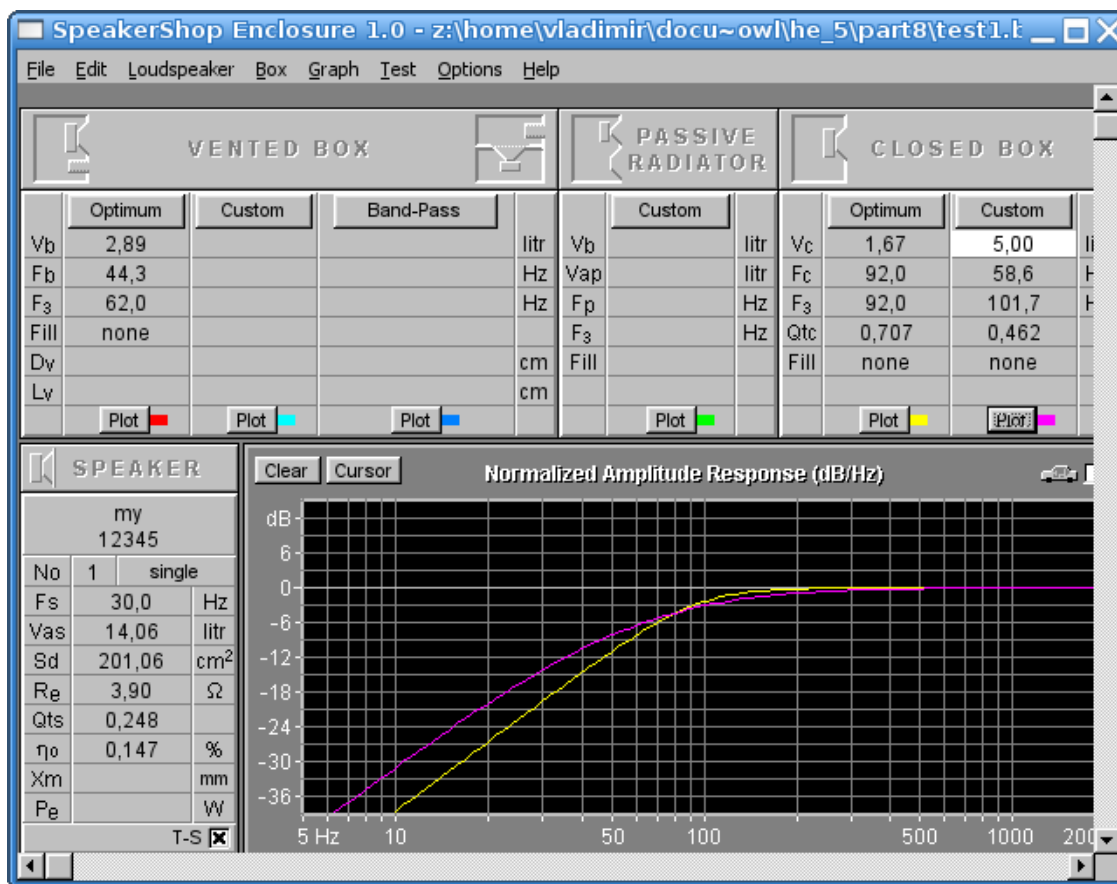 SpeakerShop Enclosure 1.0 - z:\home\vladimir\docu~owl\he_5\part8\test1.b
File Edit Loudspeaker Box Graph Test Options Help
VENTED BOX
PASSIVE
RADIATOR
CLOSED BOX
Optimum Custom Band-Pass Custom Optimum Custom
Vb 2,89 litr Vb litr Vc 1,67 5,00 li
Fb 44,3 Hz Vap litr Fc 92,0 58,6 H
F3 62,0 Hz Fp Hz F3 92,0 101,7 H
Fill none F3 Hz Qtc 0,707 0,462
Dv cm Fill Fill none none
Lv cm
Plot Plot Plot Plot Plot Plot
SPEAKER
my
12345
No 1 single
Fs 30,0 Hz
Vas 14,06 litr
Sd 201,06 cm2
Re 3,90 Ω
Qts 0,248
ηo 0,147 %
Xm mm
Pe W
T-S
Clear Cursor Normalized Amplitude Response (dB/Hz)
dB
6
0
-6
-12
-18
-24
-30
-36
5 Hz 10 50 100 500 1000 200